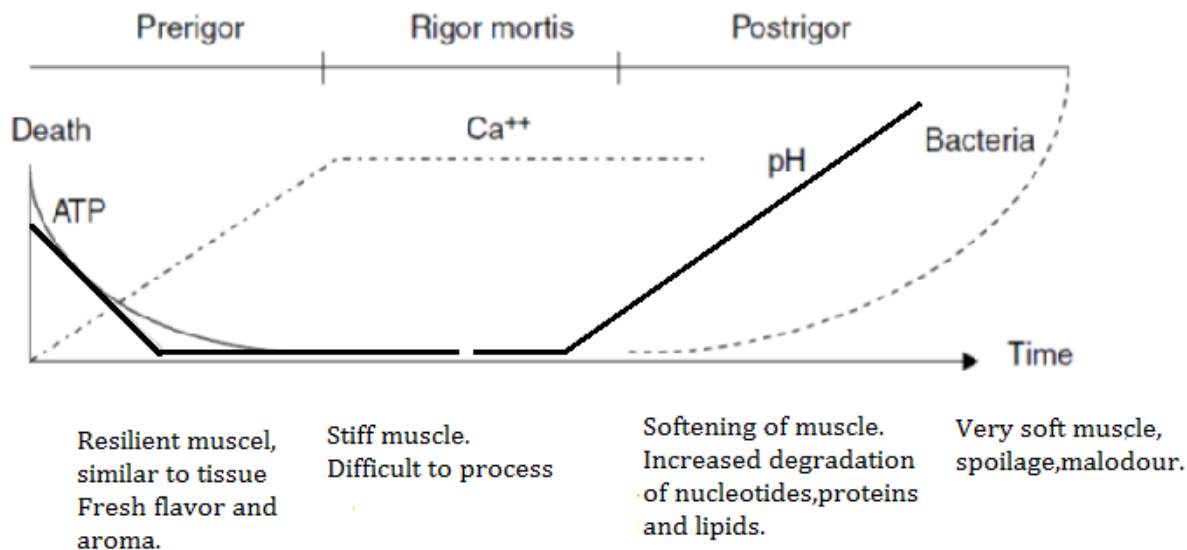 Prerigor
Rigor mortis
Postrigor
Death
Ca++
ATP
pH
Bacteria
Time
Resilient muscel,
similar to tissue
Fresh flavor and
aroma.
Stiff muscle.
Difficult to process
Softening of muscle.
Increased degradation
of nucleotides,proteins
and lipids.
Very soft muscle,
spoilage,malodour.